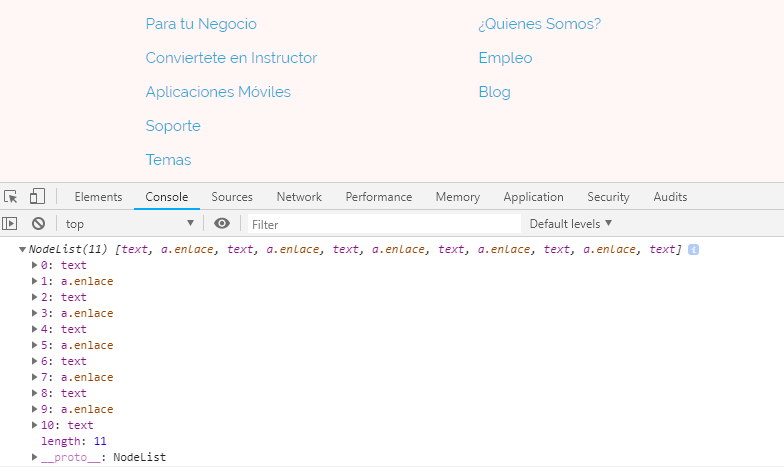 Para tu Negocio
Conviertete en Instructor
Aplicaciones Móviles
Soporte
Temas
¿Quienes Somos?
Empleo
Blog
Elements Console Sources Network Performance Memory Application Security Audits
top Filter Default levels
NodeList(11) [text, a.enlace, text, a.enlace, text, a.enlace, text, a.enlace, text, a.enlace, text] i
0: text
1: a.enlace
2: text
3: a.enlace
4: text
5: a.enlace
6: text
7: a.enlace
8: text
9: a.enlace
10: text
length: 11
__proto__: NodeList